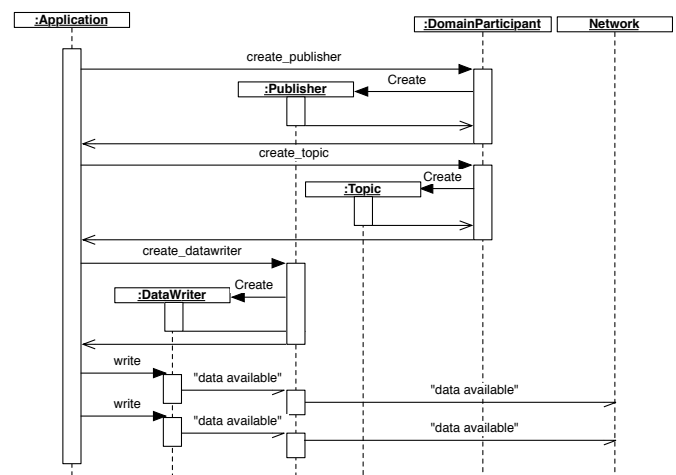 :Application
:DomainParticipant
Network
create_publisher
:Publisher
Create
create_topic
Create
:Topic
create_datawriter
Create
:DataWriter
write
"data available"
"data available"
write
"data available"
"data available"